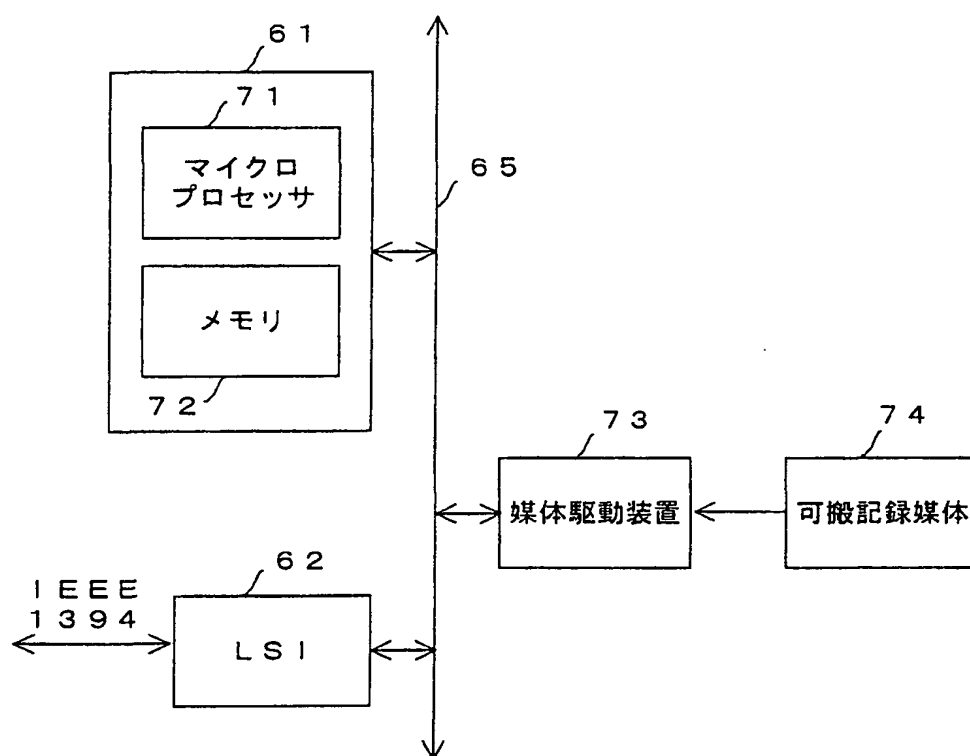 ６１
７１
マイクロ
プロセッサ
６５
メモリ
７２
７３
７４
媒体駆動装置
可搬記録媒体
６２
ＩＥＥＥ
１３９４
ＬＳＩ